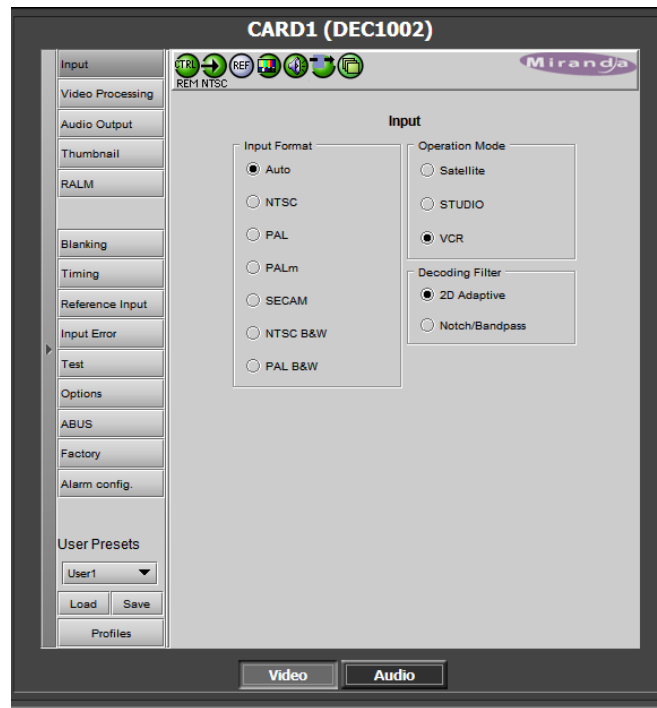 CARD1 (DEC1002)
Input
Video Processing
Audio Output
Thumbnail
RALM
Blanking
Timing
Reference Input
Input Error
Test
Options
ABUS
Factory
Alarm config.
User Presets
User1
Load Save
Profiles
CTRL REF
REM NTSC
Miranda
Input
Input Format
Auto
NTSC
PAL
PALm
SECAM
NTSC B&W
PAL B&W
Operation Mode
Satellite
STUDIO
VCR
Decoding Filter
2D Adaptive
Notch/Bandpass
Video Audio